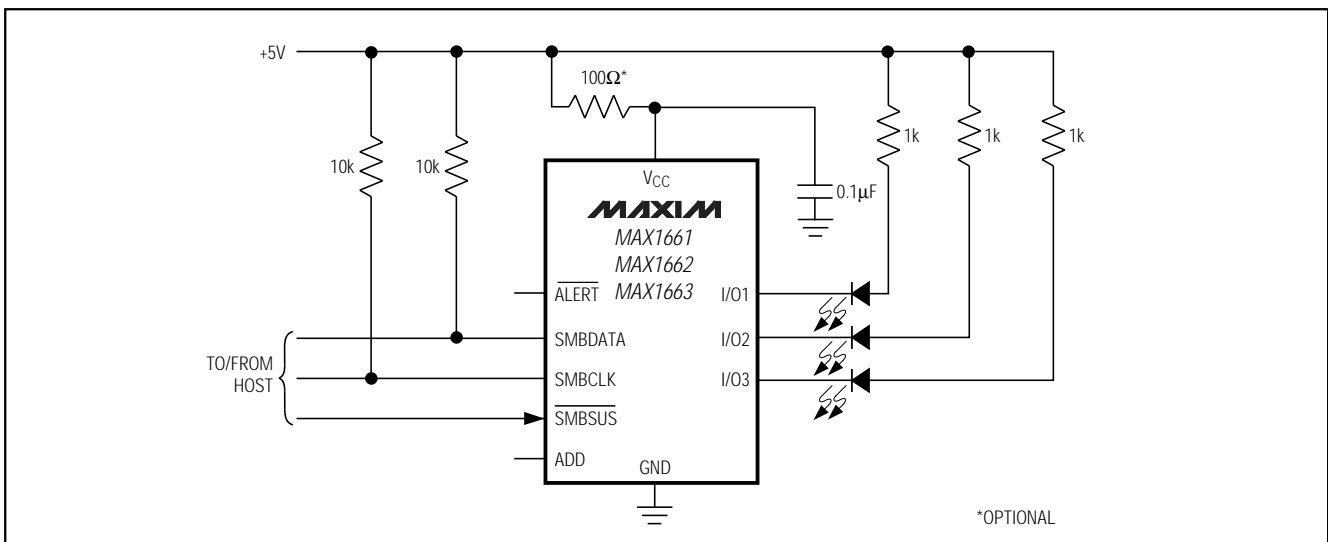 +5V
100Ω*
10k
10k
1k
1k
1k
0.1μF
VCC
MAXIM
MAX1661
MAX1662
MAX1663
ALERT
I/O1
SMBDATA
I/O2
TO/FROM
HOST
SMBCLK
I/O3
SMBSUS
ADD
GND
*OPTIONAL